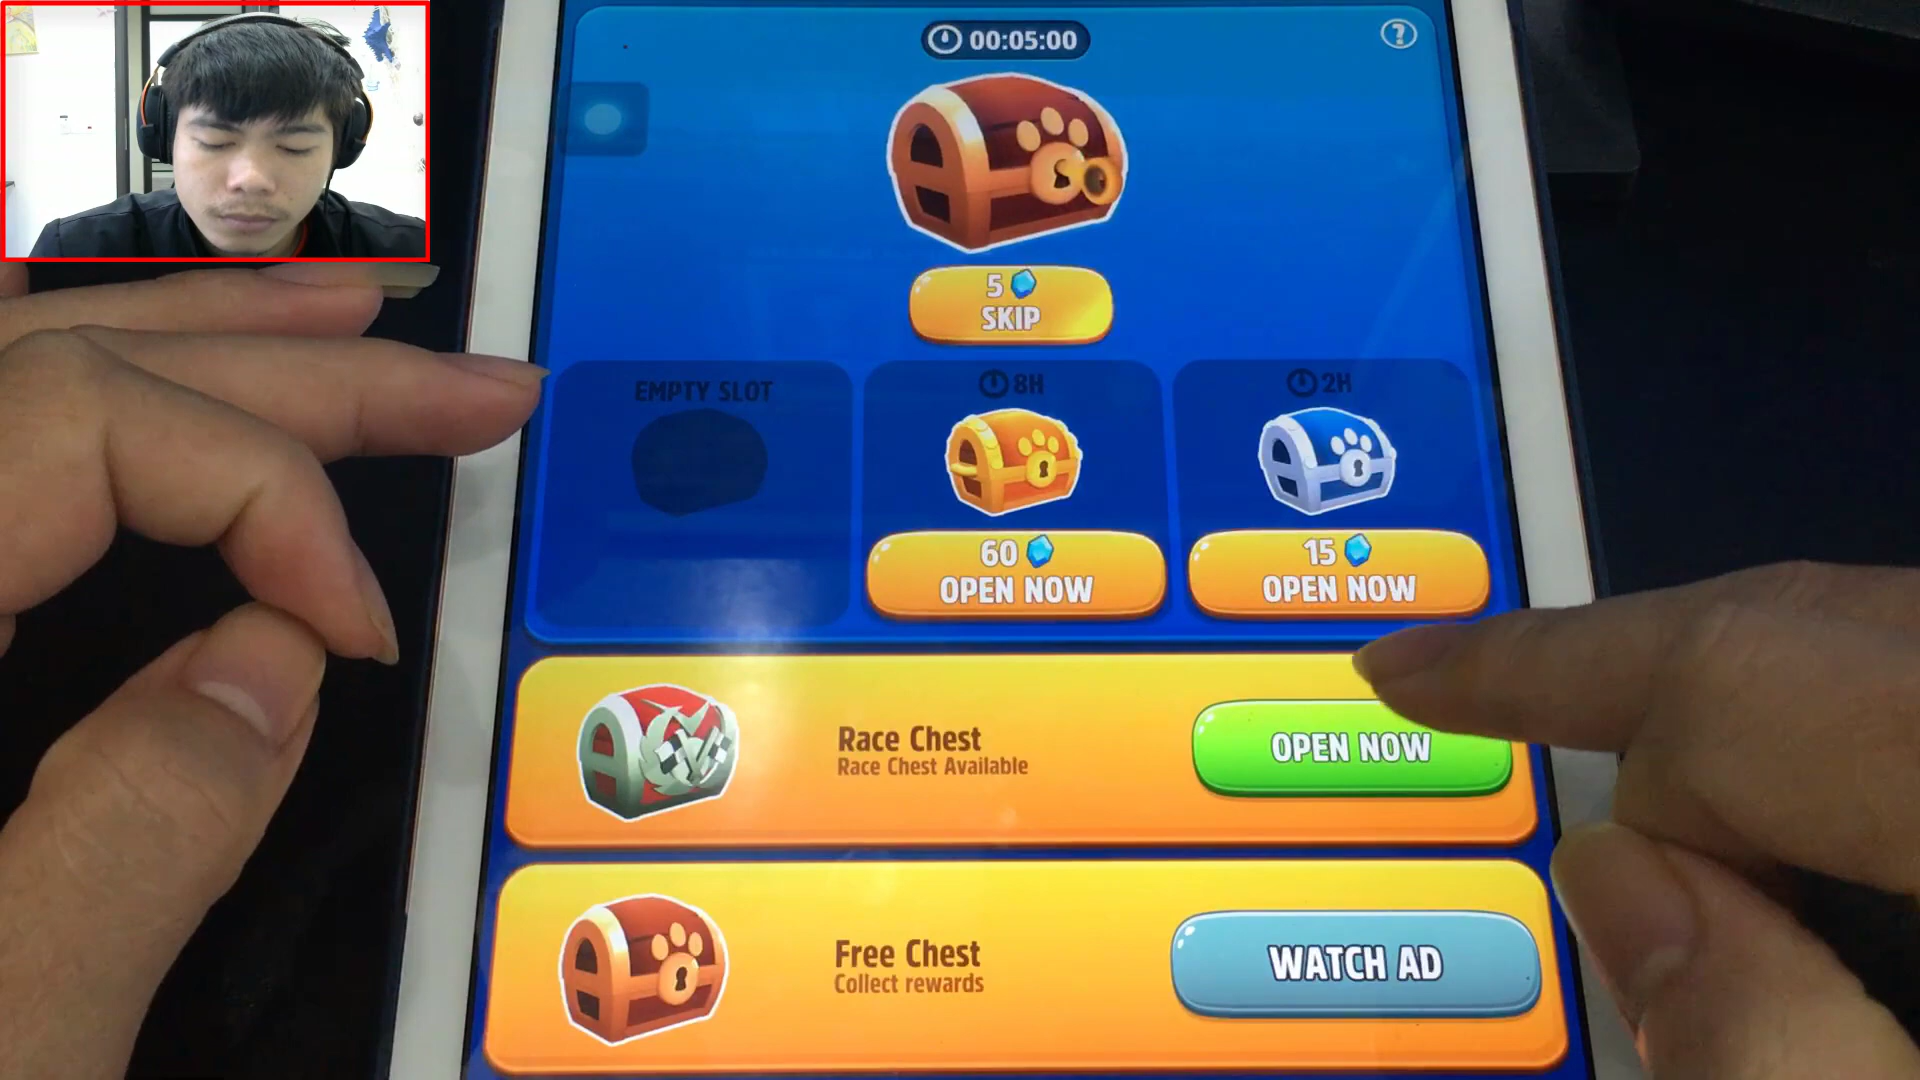 00:05:00
?
5
SKIP
EMPTY SLOT
8H
2H
60
OPEN NOW
15
OPEN NOW
Race Chest
Race Chest Available
OPEN NOW
Free Chest
Collect rewards
WATCH AD